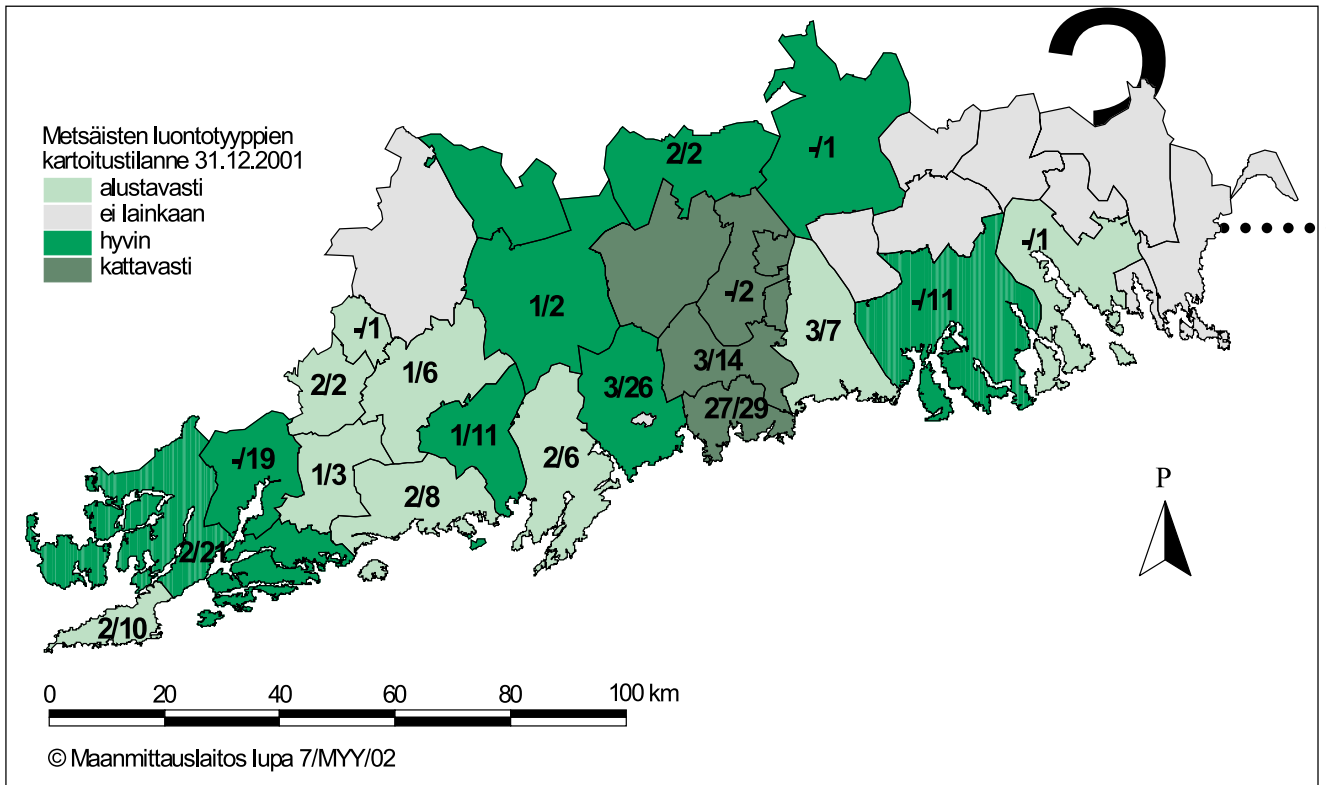 Metsäisten luontotyyppien
kartoitustilanne 31.12.2001
alustavasti
ei lainkaan
hyvin
kattavasti
2/2
-/1
-/1
-/2
-/11
1/2
-/1
3/7
1/6
3/14
2/2
3/26
27/29
1/11
-/19
2/6
1/3
2/8
P
2/21
2/10
0 20 40 60 80 100 km
© Maanmittauslaitos lupa 7/MYY/02